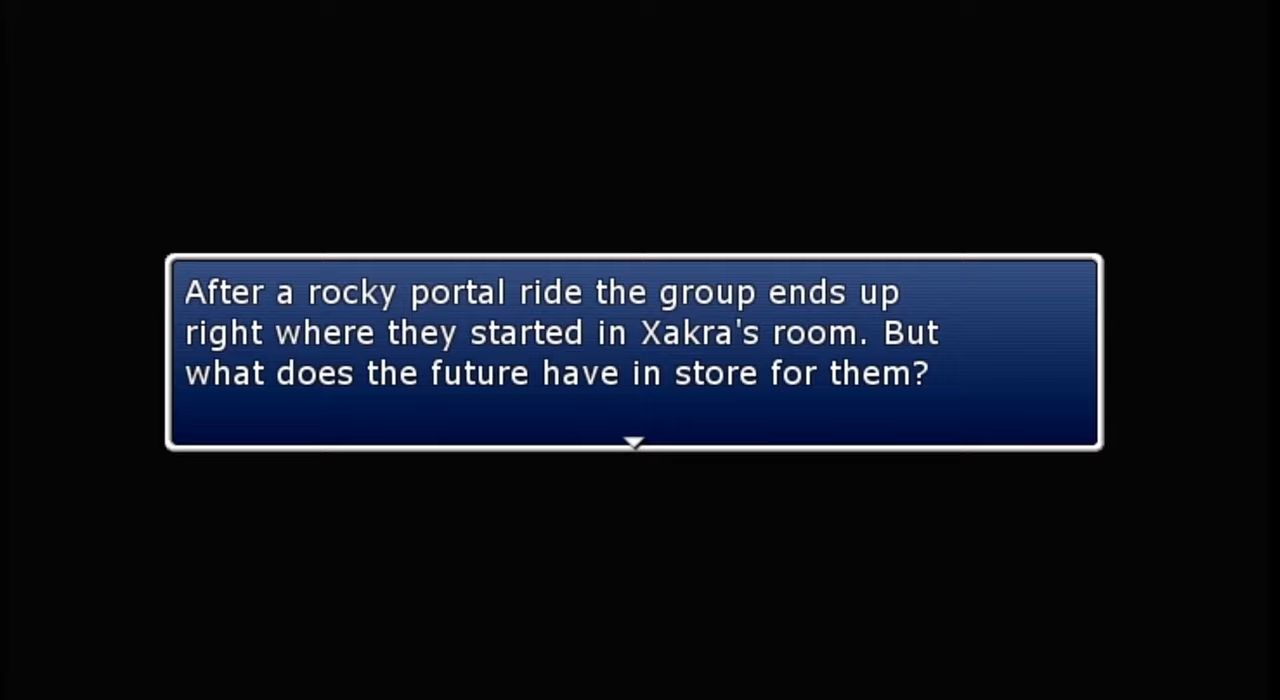 After a rocky portal ride the group ends up
right where they started in Xakra's room. But
what does the future have in store for them?